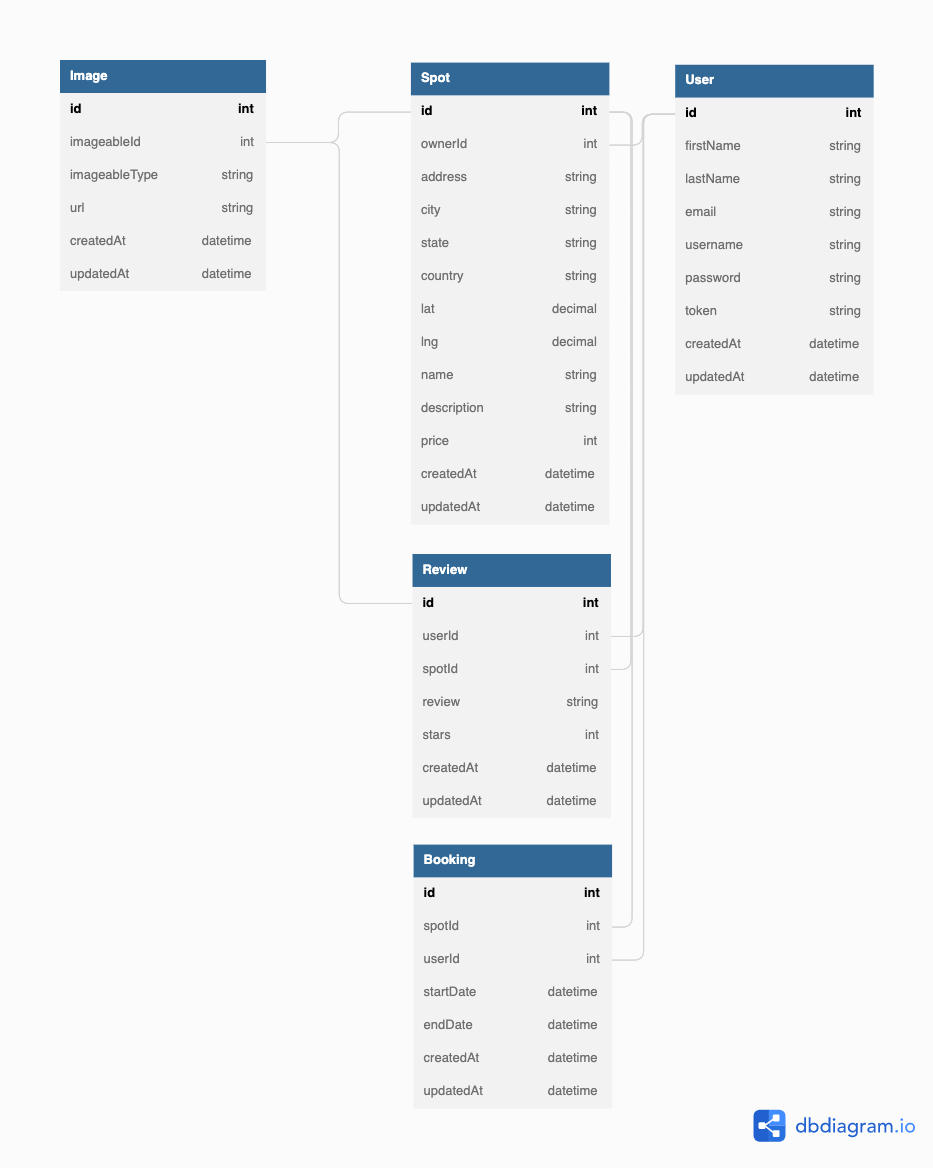 Image
id int
imageableId int
imageableType string
url string
createdAt datetime
updatedAt datetime
Spot
id int
ownerId int
address string
city string
state string
country string
lat decimal
lng decimal
name string
description string
price int
createdAt datetime
updatedAt datetime
User
id int
firstName string
lastName string
email string
username string
password string
token string
createdAt datetime
updatedAt datetime
Review
id int
userId int
spotId int
review string
stars int
createdAt datetime
updatedAt datetime
Booking
id int
spotId int
userId int
startDate datetime
endDate datetime
createdAt datetime
updatedAt datetime
dbdiagram.io